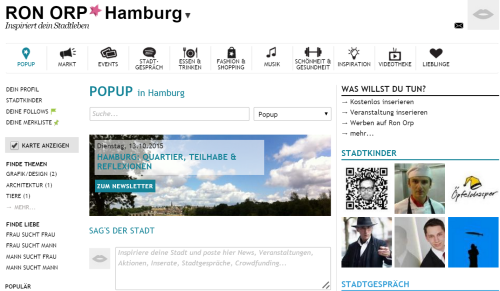 RON ORP Hamburg
Inspiriert dein Stadtleben
POPUP
MARKT
EVENTS
STADT-
GESPRÄCH
ESSEN &
TRINKEN
FASHION &
SHOPPING
MUSIK
SCHÖNHEIT &
GESUNDHEIT
INSPIRATION
VIDEOTHEKE
LIEBLINGE
DEIN PROFIL
STADTKINDER
DEINE FOLLOWS
DEINE MERKLISTE
KARTE ANZEIGEN
FINDE THEMEN
GRAFIK/DESIGN (2)
ARCHITEKTUR (1)
TIERE (1)
→ MEHR...
FINDE LIEBE
FRAU SUCHT FRAU
FRAU SUCHT MANN
MANN SUCHT FRAU
MANN SUCHT MANN
POPULÄR
POPUP in Hamburg
Suche...
Popup
Dienstag, 13.10.2015
HAMBURG: QUARTIER, TEILHABE &
REFLEXIONEN
ZUM NEWSLETTER
SAG'S DER STADT
Inspiriere deine Stadt und poste hier News, Veranstaltungen,
Aktionen, Inserate, Stadtgespräche, Crowdfunding...
WAS WILLST DU TUN?
→ Kostenlos inserieren
→ Veranstaltung inserieren
→ Werben auf Ron Orp
→ mehr...
STADTKINDER
STADTGESPRÄCH